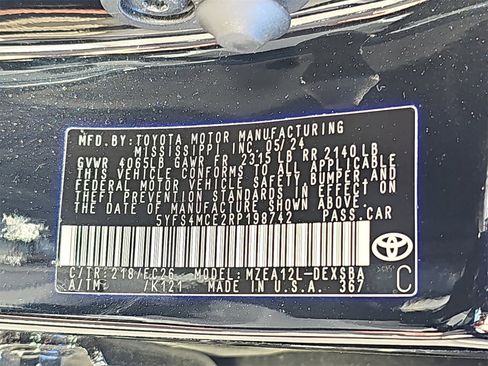 MFD. BY:TOYOTA MOTOR MANUFACTURING
MISSISSIPPI INC. 05/24
GVWR 4065LB GAWR FR 2315 LB RR 2140 LB
THIS VEHICLE CONFORMS TO ALL APPLICABLE
FEDERAL MOTOR VEHICLE SAFETY, BUMPER AND
THEFT PREVENTION STANDARDS IN EFFECT ON
THE DATE OF MANUFACTURE SHOWN ABOVE.
5YFS4MCE2RP198742 PASS.CAR
C/TR:218/FC26 MODEL:MZEA12L-DEXSBA
A/TM: /K121 MADE IN U.S.A. 367
C